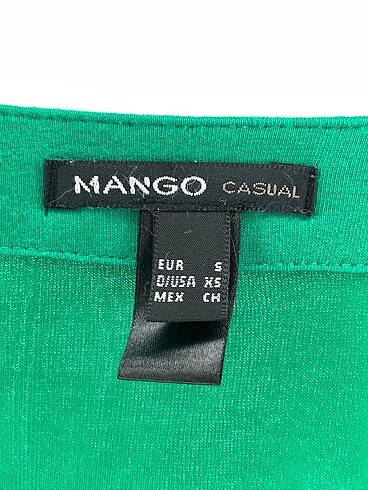 MANGO CASUAL
EUR S
D/USA XS
MEX CH